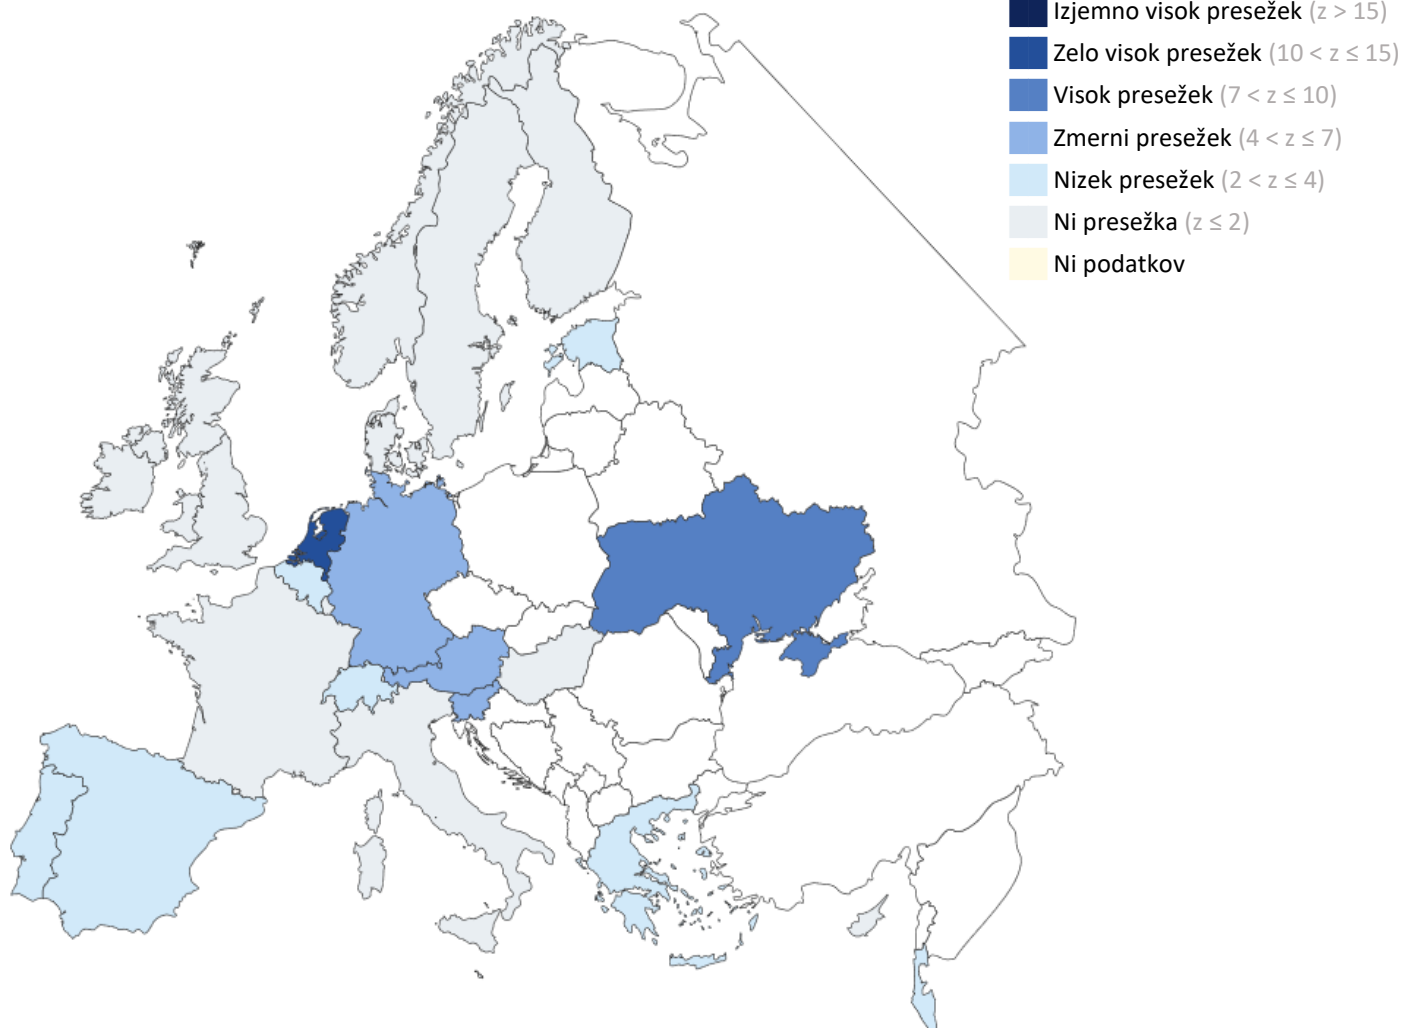 Izjemno visok presežek (z > 15)
Zelo visok presežek (10 < z ≤ 15)
Visok presežek (7 < z ≤ 10)
Zmerni presežek (4 < z ≤ 7)
Nizek presežek (2 < z ≤ 4)
Ni presežka (z ≤ 2)
Ni podatkov